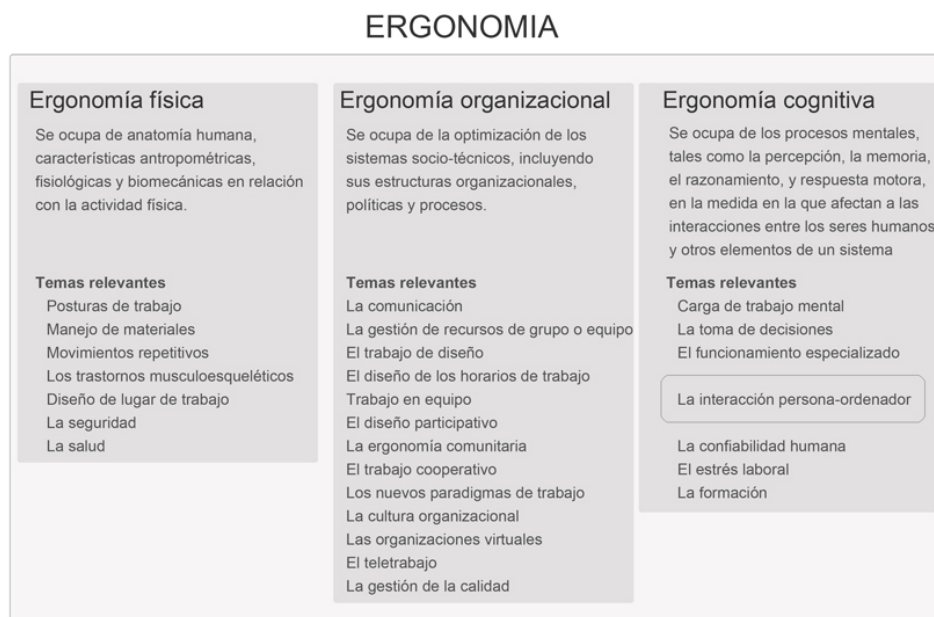 ERGONOMIA
Ergonomía física
Se ocupa de anatomía humana,
características antropométricas,
fisiológicas y biomecánicas en relación
con la actividad física.
Temas relevantes
Posturas de trabajo
Manejo de materiales
Movimientos repetitivos
Los trastornos musculoesqueléticos
Diseño de lugar de trabajo
La seguridad
La salud
Ergonomía organizacional
Se ocupa de la optimización de los
sistemas socio-técnicos, incluyendo
sus estructuras organizacionales,
políticas y procesos.
Temas relevantes
La comunicación
La gestión de recursos de grupo o equipo
El trabajo de diseño
El diseño de los horarios de trabajo
Trabajo en equipo
El diseño participativo
La ergonomía comunitaria
El trabajo cooperativo
Los nuevos paradigmas de trabajo
La cultura organizacional
Las organizaciones virtuales
El teletrabajo
La gestión de la calidad
Ergonomía cognitiva
Se ocupa de los procesos mentales,
tales como la percepción, la memoria,
el razonamiento, y respuesta motora,
en la medida en la que afectan a las
interacciones entre los seres humanos
y otros elementos de un sistema
Temas relevantes
Carga de trabajo mental
La toma de decisiones
El funcionamiento especializado
La interacción persona-ordenador
La confiabilidad humana
El estrés laboral
La formación